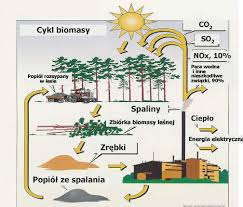 Cykl biomasy
CO2
SO2
NOx, 10%
Para wodna
i inne
nieszkodliwe
związki, 90%
Popiół rozsypany
w lesie
Spaliny
Zbiórka biomasy leśnej
Ciepło
Energia elektryczna
Zrębki
Popiół ze spalania